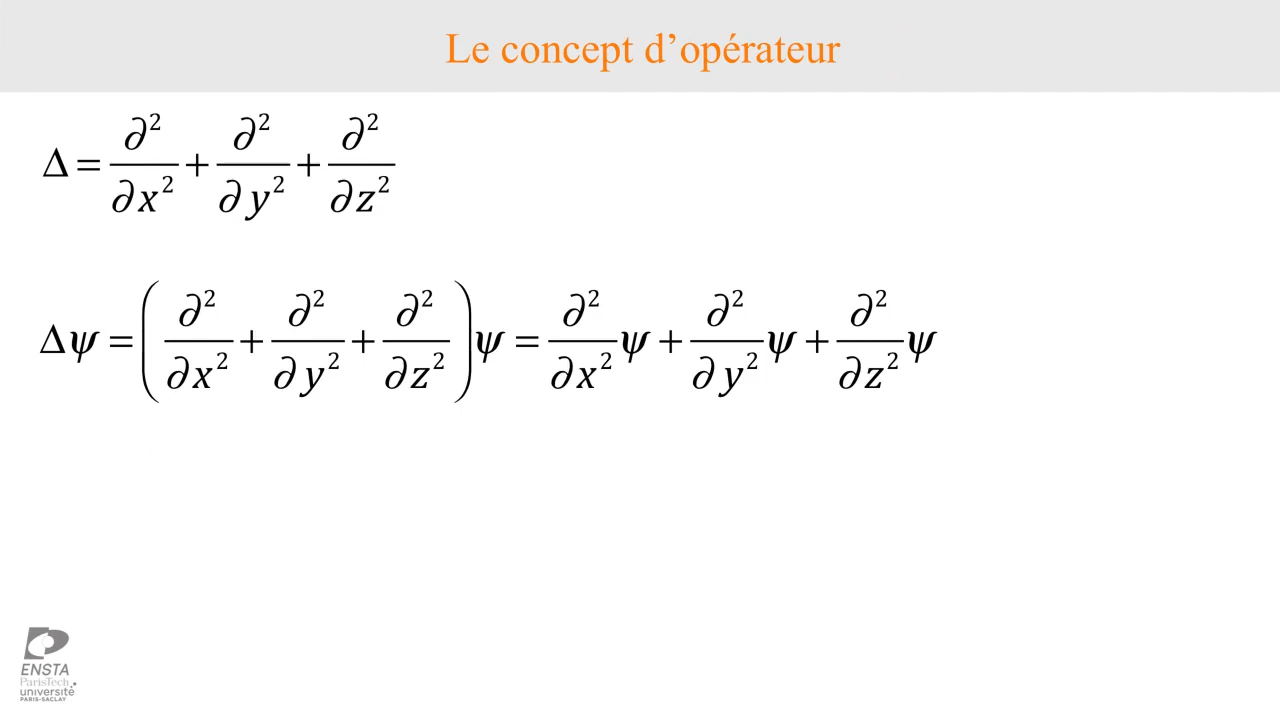 Le concept d’opérateur
Δ = ∂²/∂x² + ∂²/∂y² + ∂²/∂z²
Δψ = (∂²/∂x² + ∂²/∂y² + ∂²/∂z²)ψ = ∂²/∂x² ψ + ∂²/∂y² ψ + ∂²/∂z² ψ
ENSTA
ParisTech
université
PARIS-SACLAY